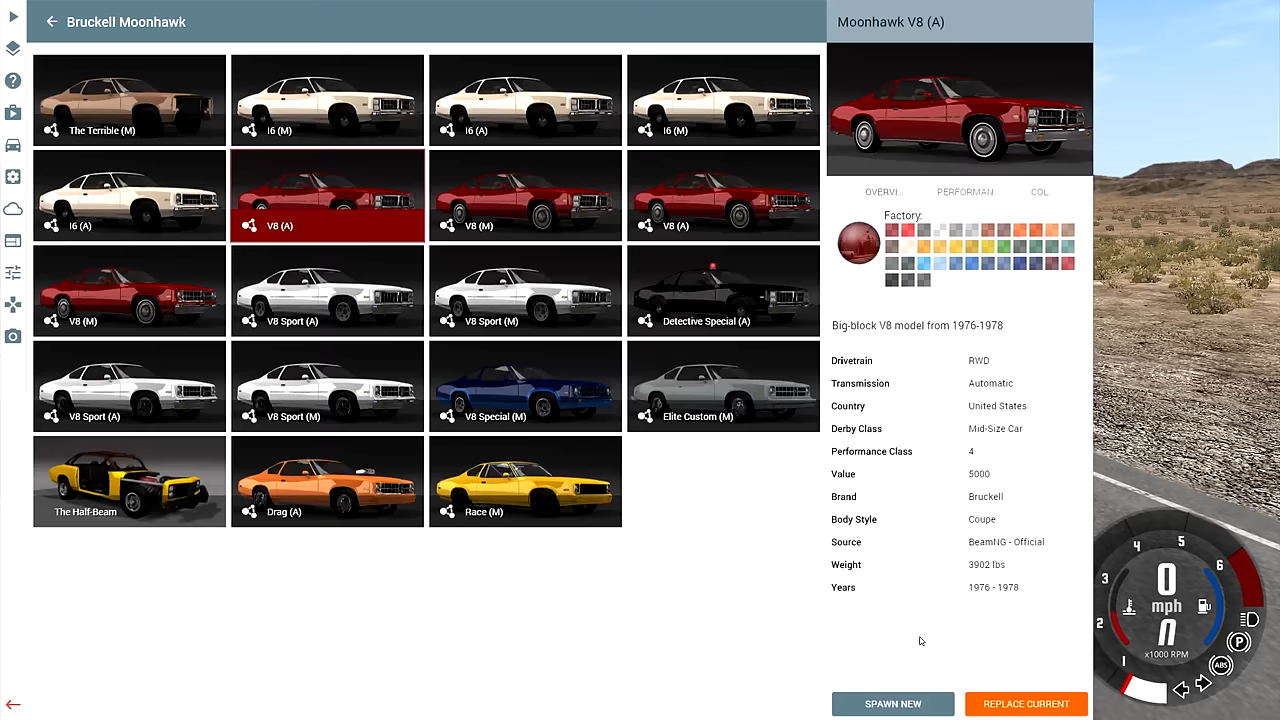 Bruckell Moonhawk
The Terrible (M)
I6 (M)
I6 (A)
I6 (M)
I6 (A)
V8 (A)
V8 (M)
V8 (A)
V8 (M)
V8 Sport (A)
V8 Sport (M)
Detective Special (A)
V8 Sport (A)
V8 Sport (M)
V8 Special (M)
Elite Custom (M)
The Half-Beam
Drag (A)
Race (M)
Moonhawk V8 (A)
OVERVI... PERFORMAN... COL...
Factory:
Big-block V8 model from 1976-1978
Drivetrain RWD
Transmission Automatic
Country United States
Derby Class Mid-Size Car
Performance Class 4
Value 5000
Brand Bruckell
Body Style Coupe
Source BeamNG - Official
Weight 3902 lbs
Years 1976 - 1978
SPAWN NEW REPLACE CURRENT
1
2
3
4
5
6
0
mph
0
x1000 RPM
P
ABS